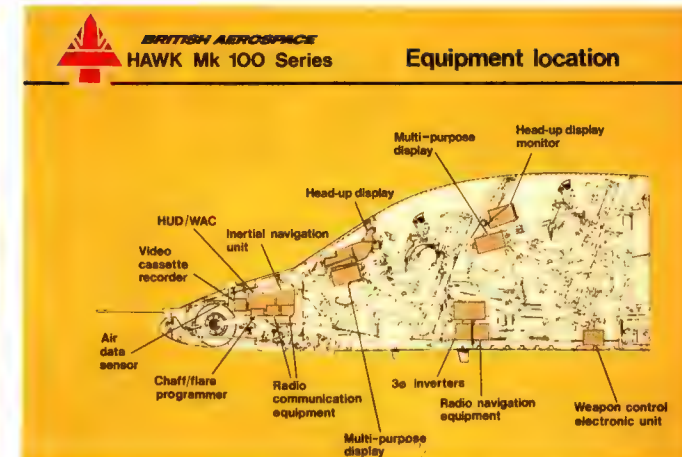 BRITISH AEROSPACE
HAWK Mk 100 Series
Equipment location
Multi-purpose
display
Head-up display
monitor
Head-up display
HUD/WAC
Inertial navigation
unit
Video
cassette
recorder
Air
data
sensor
Chaff/flare
programmer
Radio
communication
equipment
Multi-purpose
display
3ø inverters
Radio navigation
equipment
Weapon control
electronic unit